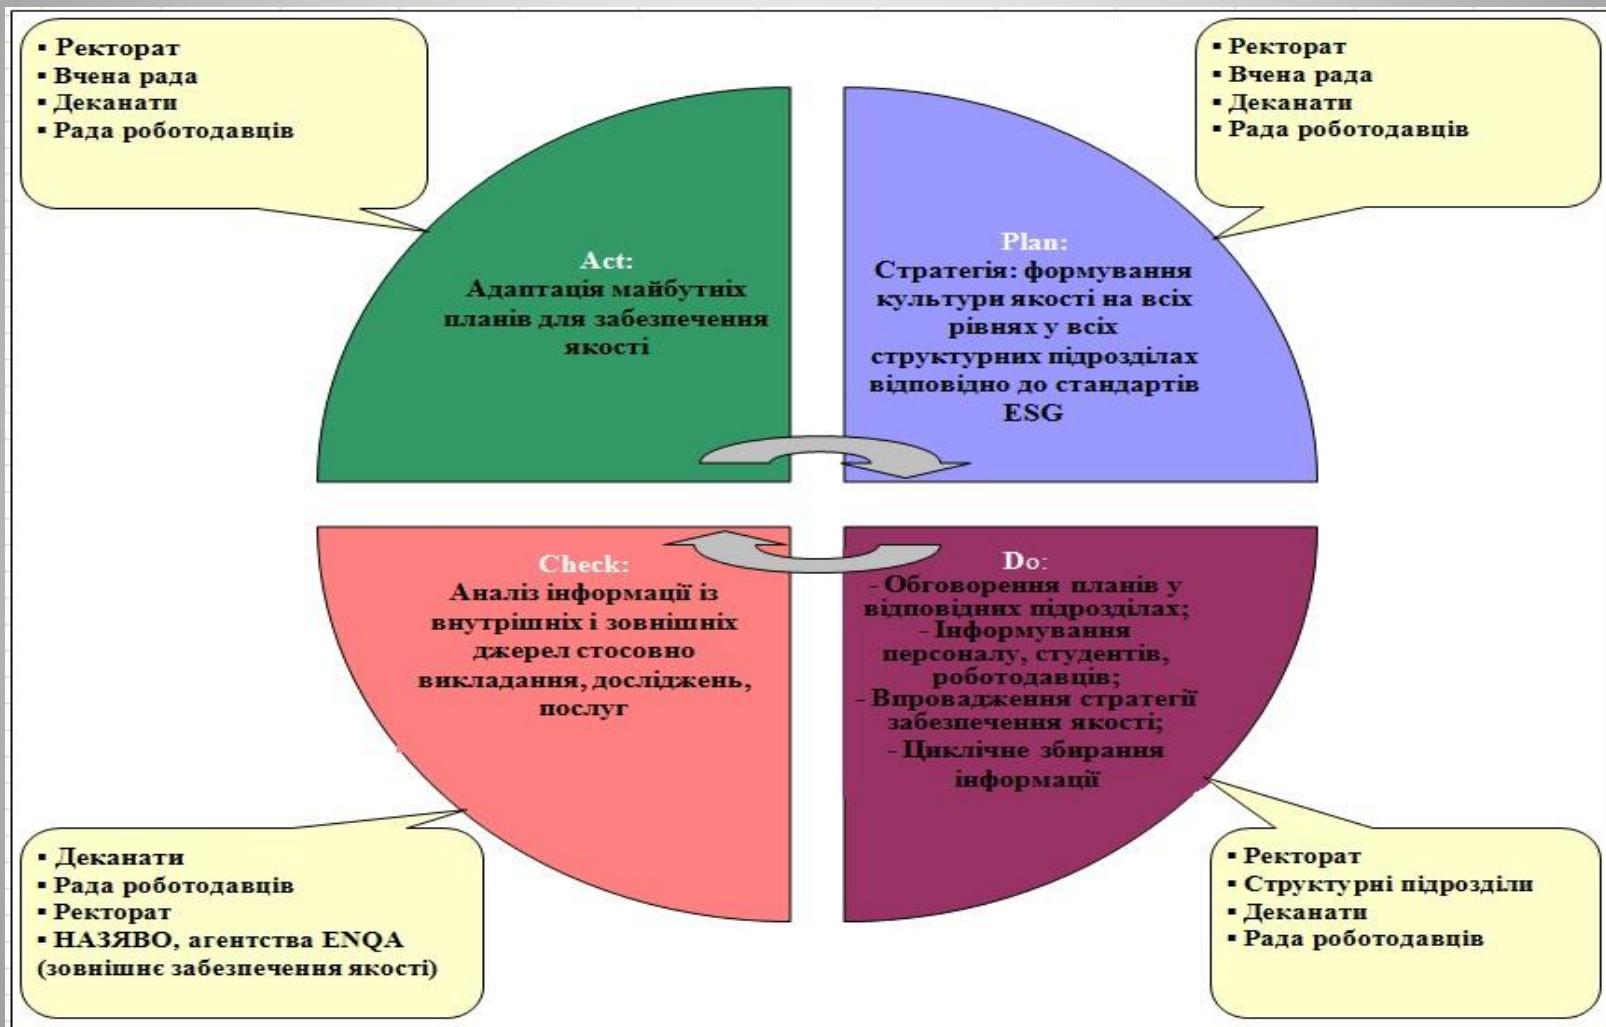 ▪ Ректорат
▪ Вчена рада
▪ Деканати
▪ Рада роботодавців
▪ Ректорат
▪ Вчена рада
▪ Деканати
▪ Рада роботодавців
Act:
Адаптація майбутніх
планів для забезпечення
якості
Plan:
Стратегія: формування
культури якості на всіх
рівнях у всіх
структурних підрозділах
відповідно до стандартів
ESG
Check:
Аналіз інформації із
внутрішніх і зовнішніх
джерел стосовно
викладання, досліджень,
послуг
Do:
- Обговорення планів у
відповідних підрозділах;
- Інформування
персоналу, студентів,
роботодавців;
- Впровадження стратегії
забезпечення якості;
- Циклічне збирання
інформації
▪ Деканати
▪ Рада роботодавців
▪ Ректорат
▪ НАЗЯВО, агентства ENQA
(зовнішнє забезпечення якості)
▪ Ректорат
▪ Структурні підрозділи
▪ Деканати
▪ Рада роботодавців